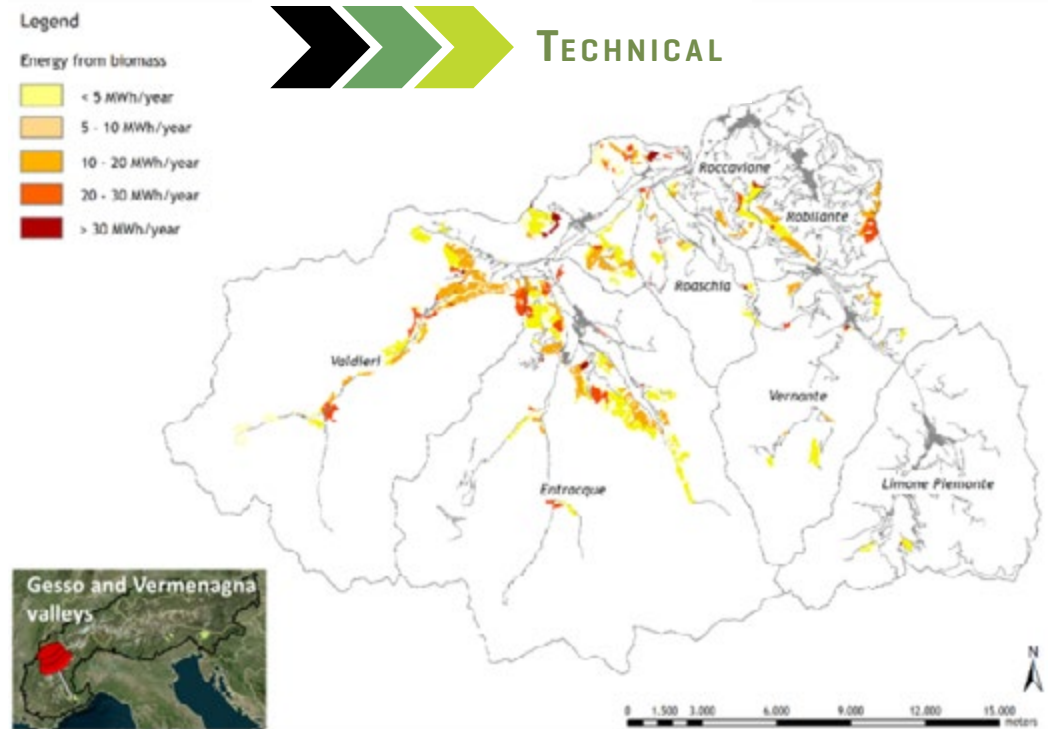 Legend
TECHNICAL
Energy from biomass
< 5 MWh/year
5 - 10 MWh/year
10 - 20 MWh/year
20 - 30 MWh/year
> 30 MWh/year
Roccavione
Robilante
Roaschia
Valdieri
Vernante
Entracque
Limone Piemonte
Gesso and Vermenagna
valleys
N
0 1.500 3.000 6.000 9.000 12.000 15.000
meters